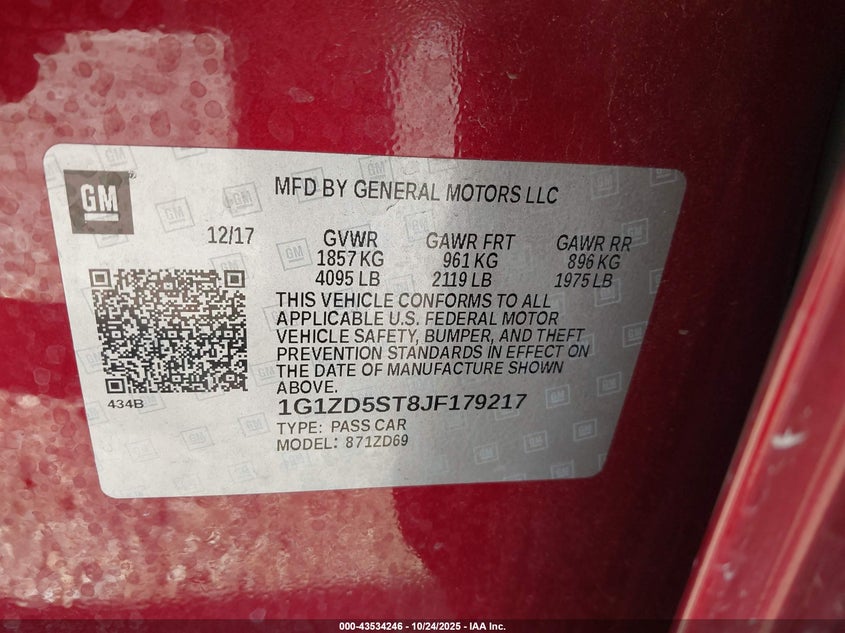 GM
MFD BY GENERAL MOTORS LLC
12/17
GVWR GAWR FRT GAWR RR
1857 KG 961 KG 896 KG
4095 LB 2119 LB 1975 LB
THIS VEHICLE CONFORMS TO ALL
APPLICABLE U.S. FEDERAL MOTOR
VEHICLE SAFETY, BUMPER, AND THEFT
PREVENTION STANDARDS IN EFFECT ON
THE DATE OF MANUFACTURE SHOWN
ABOVE.
434B
1G1ZD5ST8JF179217
TYPE: PASS CAR
MODEL: 871ZD69
000-43534246 - 10/24/2025 - IAA Inc.